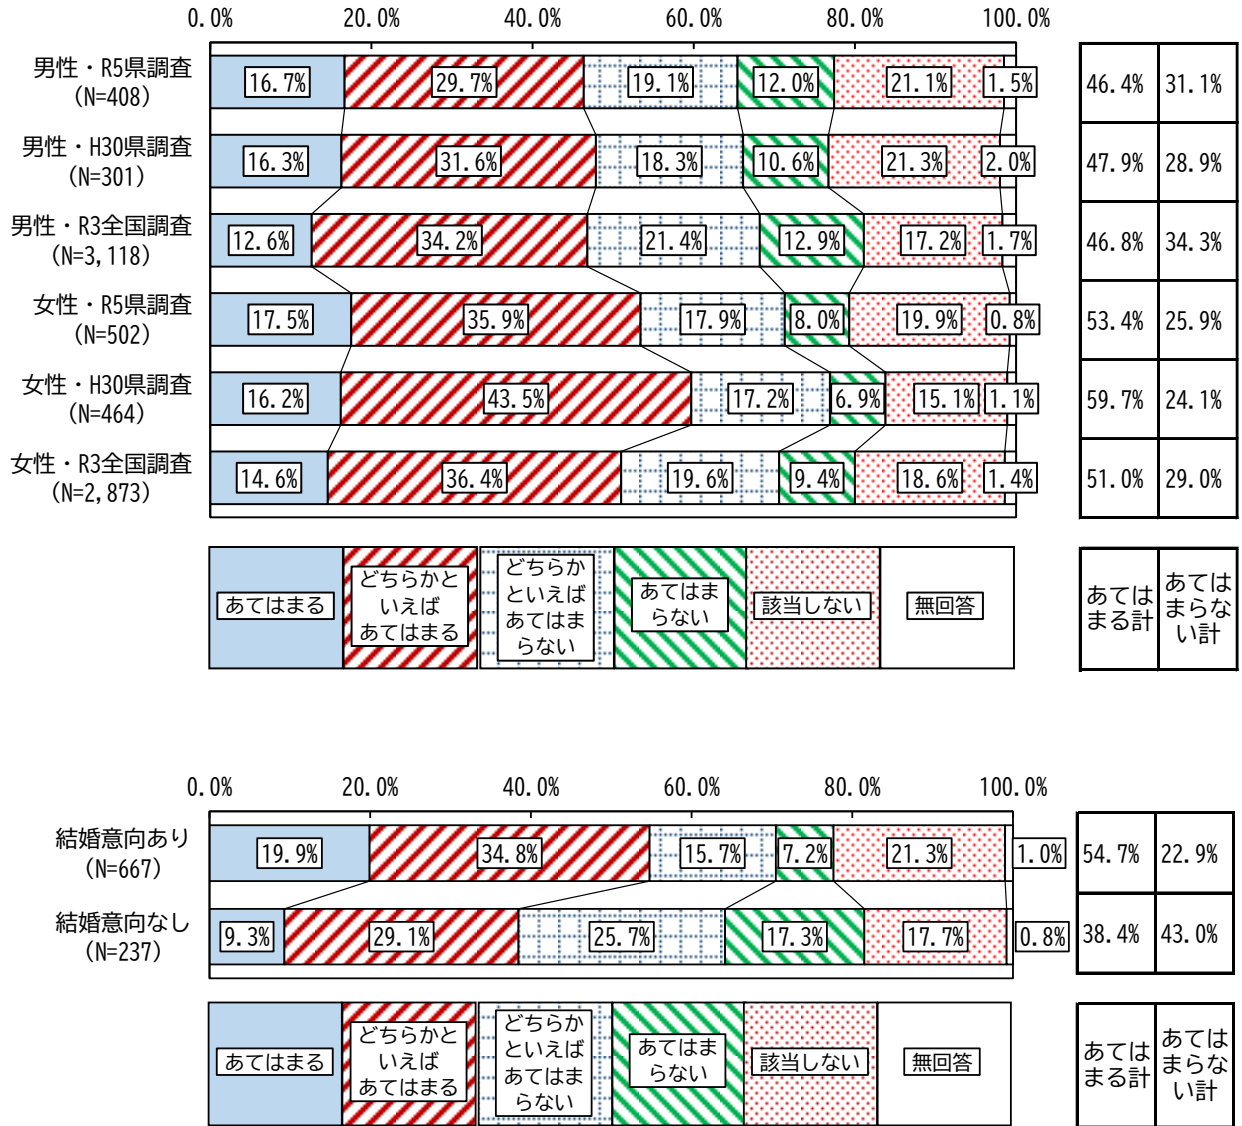 0.0% 20.0% 40.0% 60.0% 80.0% 100.0%
男性・R5県調査
(N=408)
16.7% 29.7% 19.1% 12.0% 21.1% 1.5% 46.4% 31.1%
男性・H30県調査
(N=301)
16.3% 31.6% 18.3% 10.6% 21.3% 2.0% 47.9% 28.9%
男性・R3全国調査
(N=3,118)
12.6% 34.2% 21.4% 12.9% 17.2% 1.7% 46.8% 34.3%
女性・R5県調査
(N=502)
17.5% 35.9% 17.9% 8.0% 19.9% 0.8% 53.4% 25.9%
女性・H30県調査
(N=464)
16.2% 43.5% 17.2% 6.9% 15.1% 1.1% 59.7% 24.1%
女性・R3全国調査
(N=2,873)
14.6% 36.4% 19.6% 9.4% 18.6% 1.4% 51.0% 29.0%
あてはまる
どちらかと
いえば
あてはまる
どちらか
といえば
あてはま
らない
あてはま
らない
該当しない
無回答
あては
まる計
あては
まらな
い計
0.0% 20.0% 40.0% 60.0% 80.0% 100.0%
結婚意向あり
(N=667)
19.9% 34.8% 15.7% 7.2% 21.3% 1.0% 54.7% 22.9%
結婚意向なし
(N=237)
9.3% 29.1% 25.7% 17.3% 17.7% 0.8% 38.4% 43.0%
あてはまる
どちらかと
いえば
あてはまる
どちらか
といえば
あてはま
らない
あてはま
らない
該当しない
無回答
あては
まる計
あては
まらな
い計